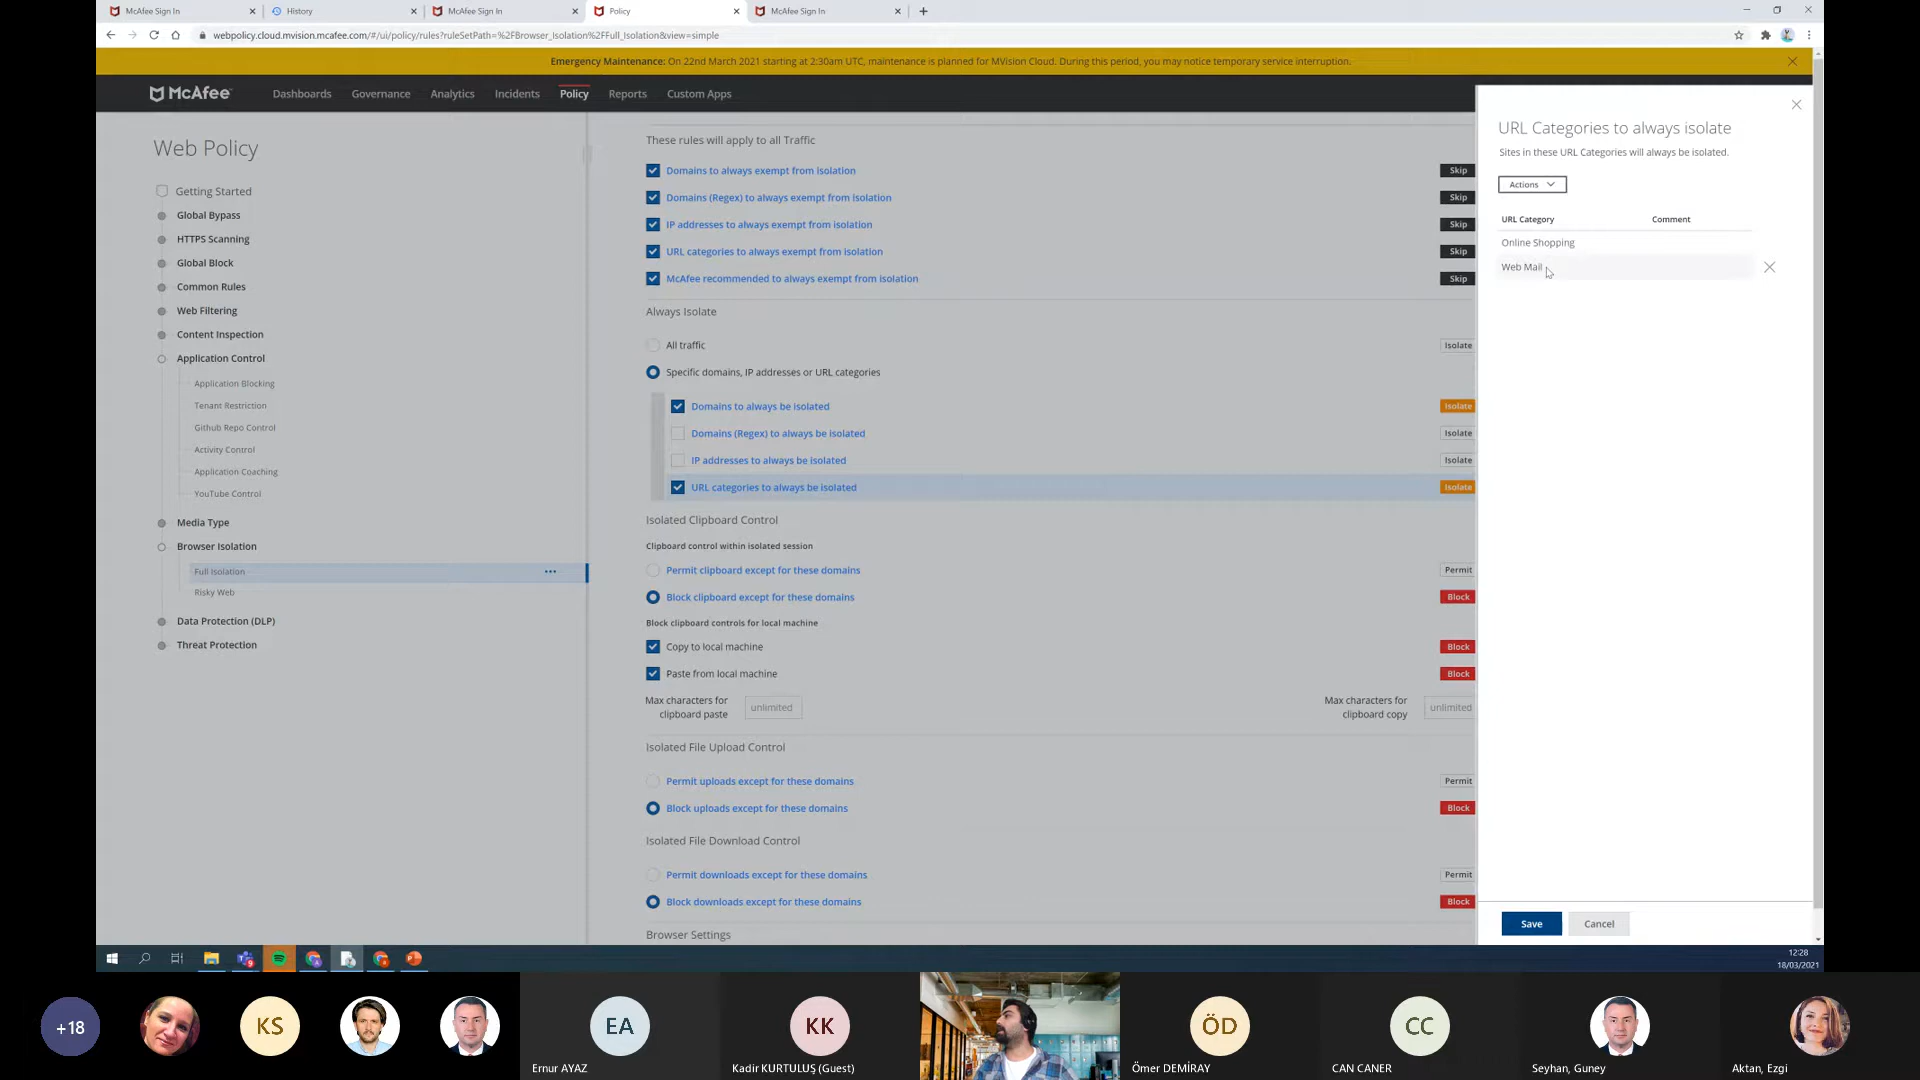 McAfee Sign In
History
McAfee Sign In
Policy
McAfee Sign In
webpolicy.cloud.mvision.mcafee.com/#/ui/policy/rules?ruleSetPath=%2FBrowser_Isolation%2FFull_Isolation&view=simple
Emergency Maintenance: On 22nd March 2021 starting at 2:30am UTC, maintenance is planned for MVision Cloud. During this period, you may notice temporary service interruption.
McAfee
Dashboards
Governance
Analytics
Incidents
Policy
Reports
Custom Apps
Web Policy
Getting Started
Global Bypass
HTTPS Scanning
Global Block
Common Rules
Web Filtering
Content Inspection
Application Control
Application Blocking
Tenant Restriction
Github Repo Control
Activity Control
Application Coaching
YouTube Control
Media Type
Browser Isolation
Full Isolation
Risky Web
Data Protection (DLP)
Threat Protection
These rules will apply to all Traffic
Domains to always exempt from isolation Skip
Domains (Regex) to always exempt from Isolation Skip
IP addresses to always exempt from isolation Skip
URL categories to always exempt from isolation Skip
McAfee recommended to always exempt from isolation Skip
Always Isolate
All traffic Isolate
Specific domains, IP addresses or URL categories
Domains to always be isolated Isolate
Domains (Regex) to always be isolated Isolate
IP addresses to always be isolated Isolate
URL categories to always be isolated Isolate
Isolated Clipboard Control
Clipboard control within isolated session
Permit clipboard except for these domains Permit
Block clipboard except for these domains Block
Block clipboard controls for local machine
Copy to local machine Block
Paste from local machine Block
Max characters for clipboard paste unlimited
Max characters for clipboard copy unlimited
Isolated File Upload Control
Permit uploads except for these domains Permit
Block uploads except for these domains Block
Isolated File Download Control
Permit downloads except for these domains Permit
Block downloads except for these domains Block
Browser Settings
URL Categories to always isolate
Sites in these URL Categories will always be isolated.
Actions
URL Category Comment
Online Shopping
Web Mail
Save
Cancel
12:28
18/03/2021
+18
KS
EA
Ernur AYAZ
KK
Kadir KURTULUŞ (Guest)
ÖD
Ömer DEMİRAY
CC
CAN CANER
Seyhan, Guney
Aktan, Ezgi